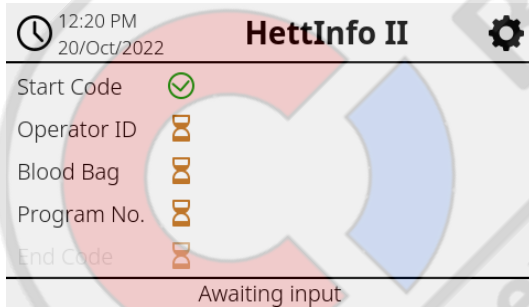 12:20 PM
20/Oct/2022
HettInfo II
Start Code
Operator ID
Blood Bag
Program No.
End Code
Awaiting input